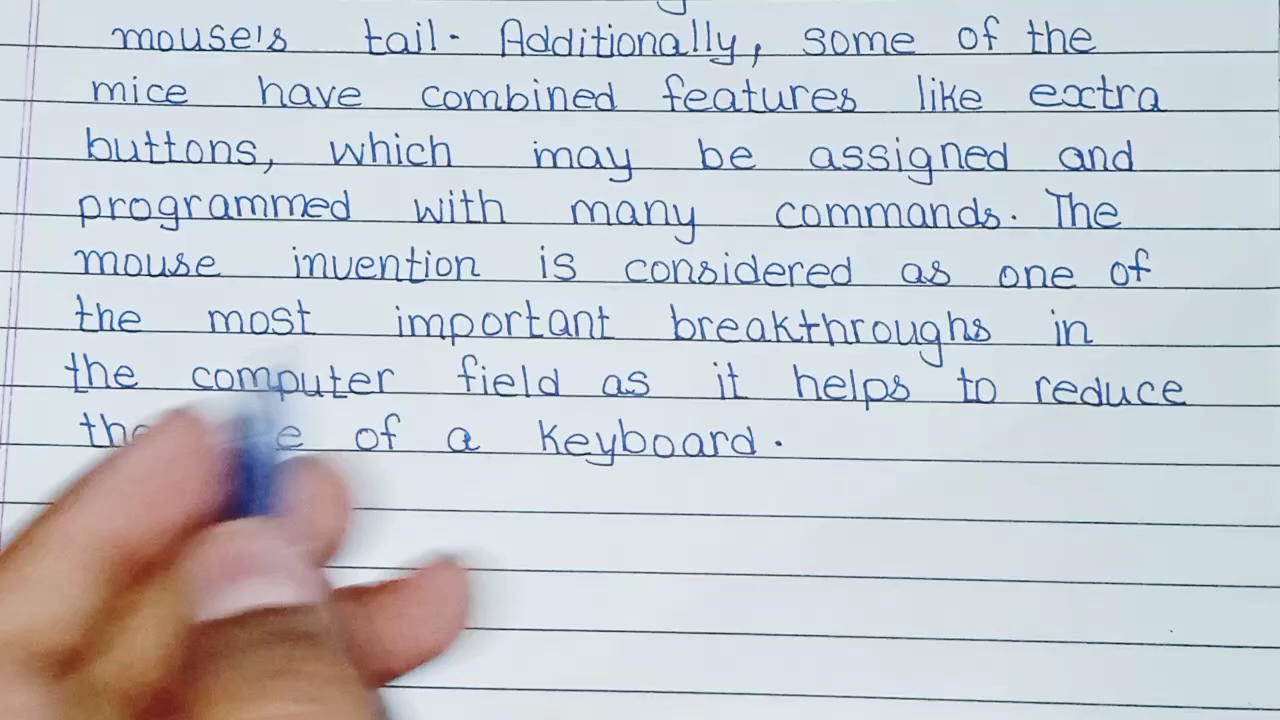 mouse's tail. Additionally, some of the
mice have combined features like extra
buttons, which may be assigned and
programmed with many commands. The
mouse invention is considered as one of
the most important breakthroughs in
the computer field as it helps to reduce
of a keyboard.